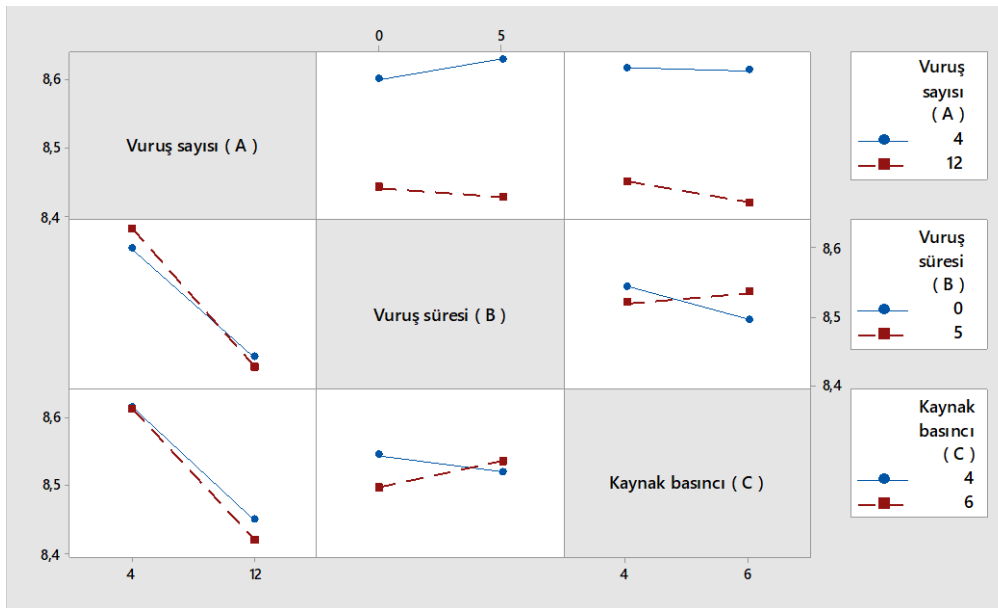 0 5
8,6
8,5
8,4
Vuruş sayısı ( A )
Vuruş
sayısı
( A )
4
12
Vuruş süresi ( B )
8,6
8,5
8,4
Vuruş
süresi
( B )
0
5
8,6
8,5
8,4
Kaynak basıncı ( C )
Kaynak
basıncı
( C )
4
6
4 12 4 6